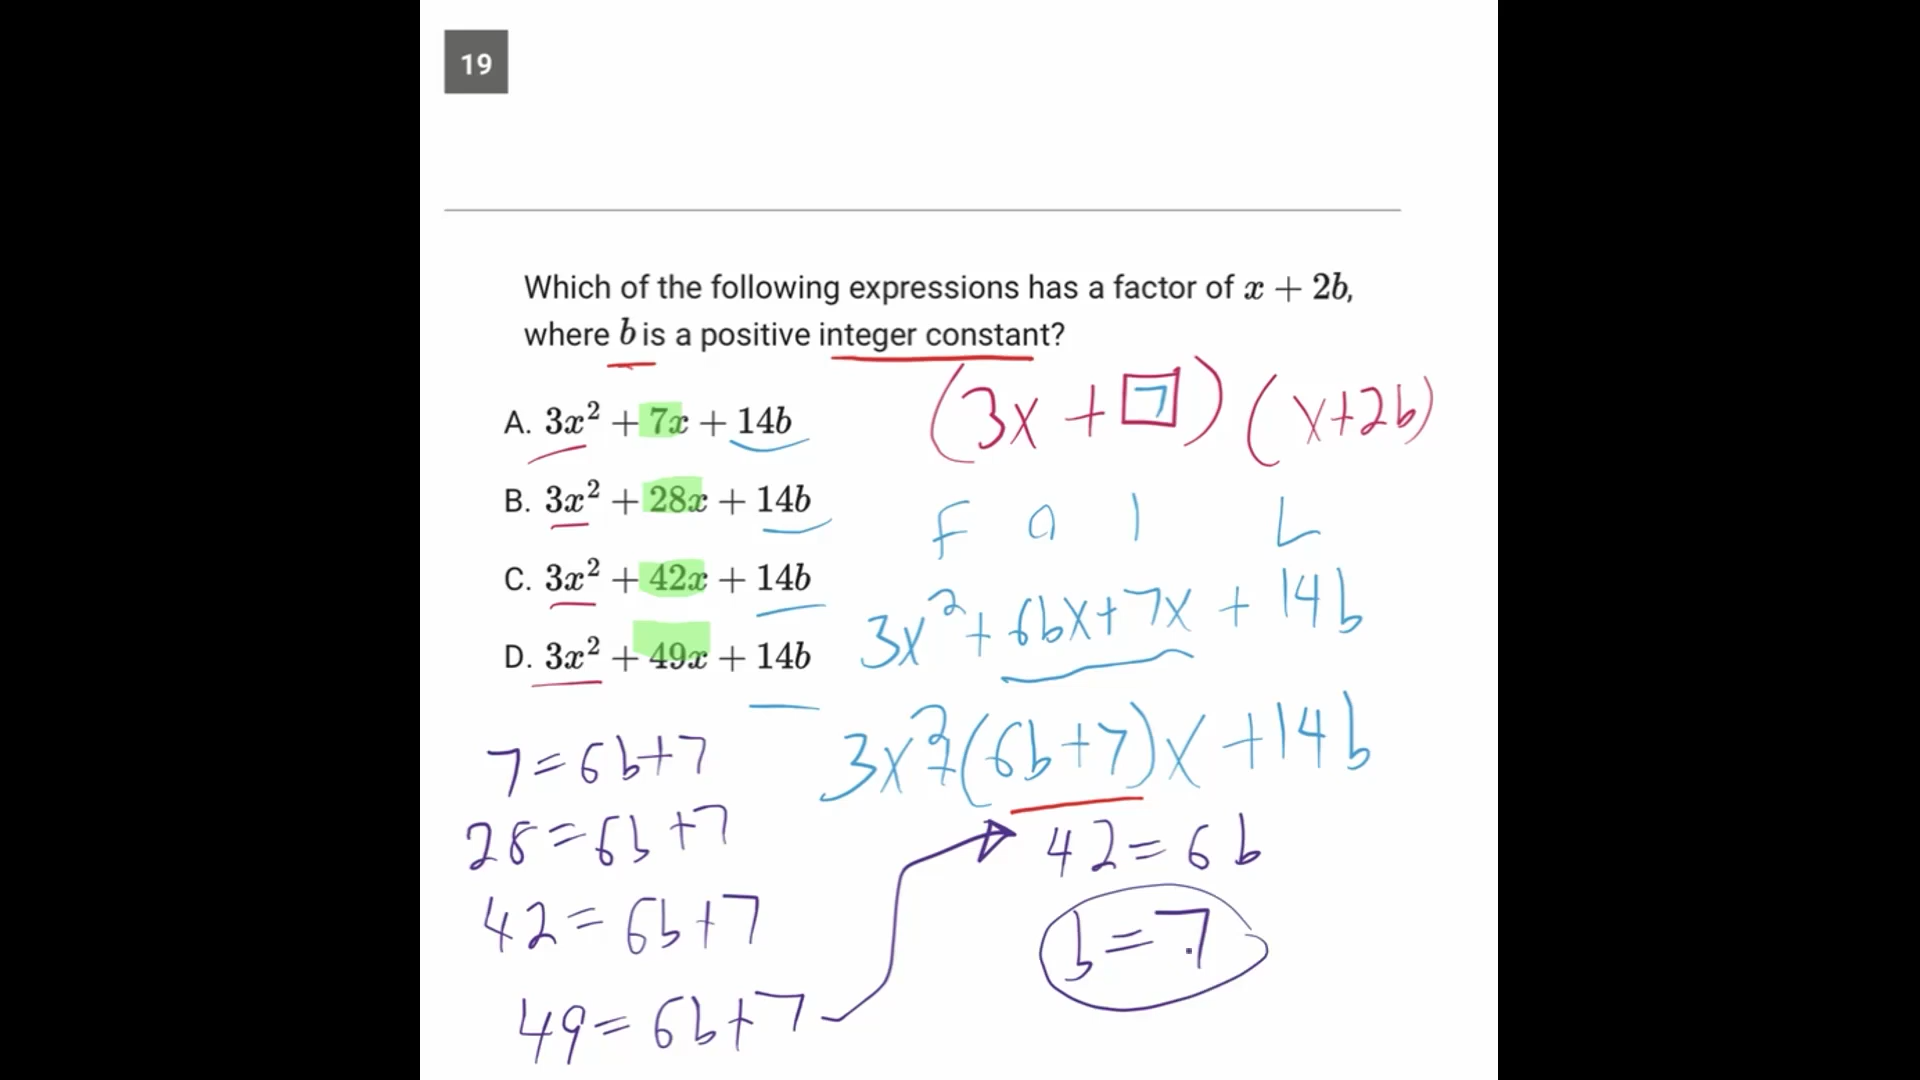 19
Which of the following expressions has a factor of x + 2b,
where b is a positive integer constant?
A. 3x² + 7x + 14b
B. 3x² + 28x + 14b
C. 3x² + 42x + 14b
D. 3x² + 49x + 14b
(3x + 7) (x+2b)
F O I L
3x² + 6bx + 7x + 14b
3x² + (6b+7)x + 14b
7 = 6b+7
28 = 6b+7
42 = 6b+7
49 = 6b+7
42 = 6b
b = 7